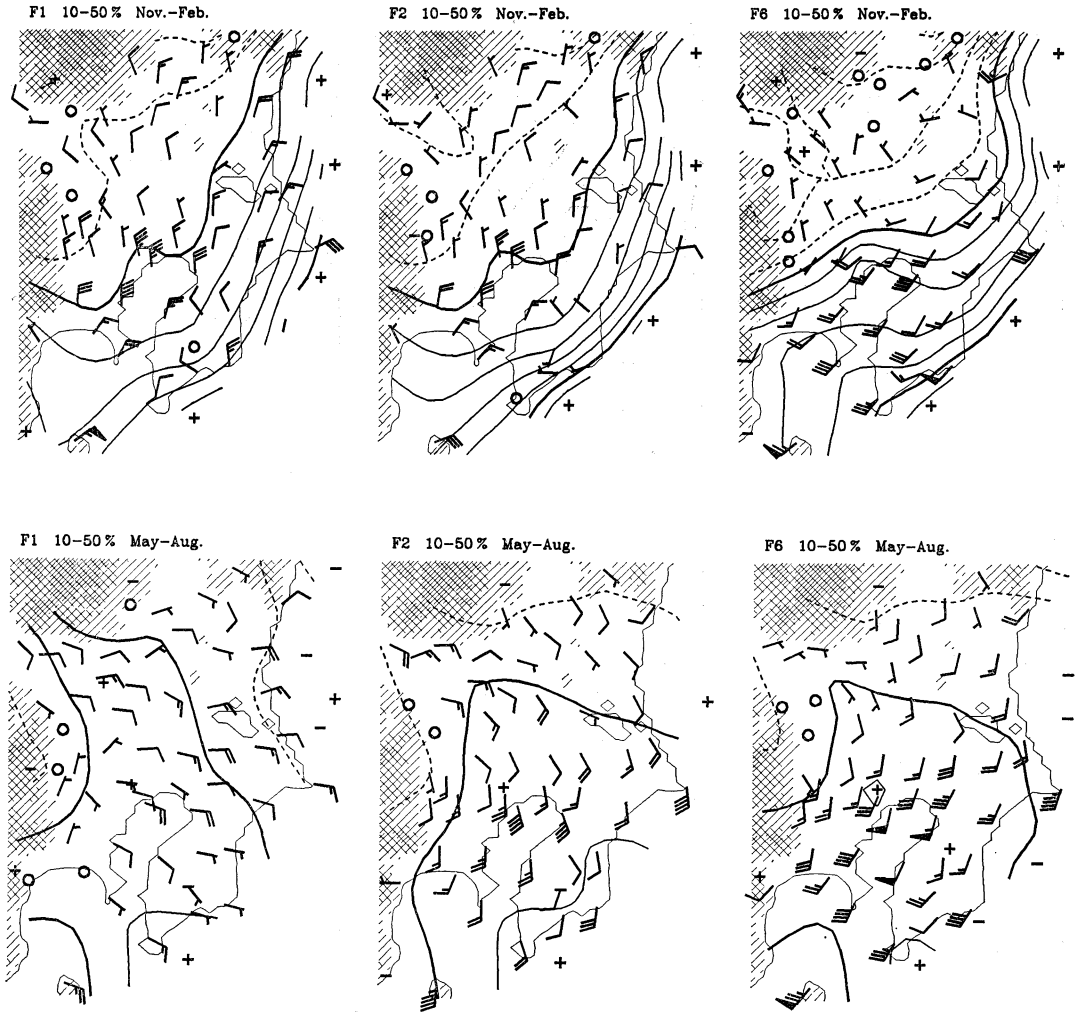 F1 10-50% Nov.-Feb.
F2 10-50% Nov.-Feb.
F6 10-50% Nov.-Feb.
F1 10-50% May-Aug.
F2 10-50% May-Aug.
F6 10-50% May-Aug.